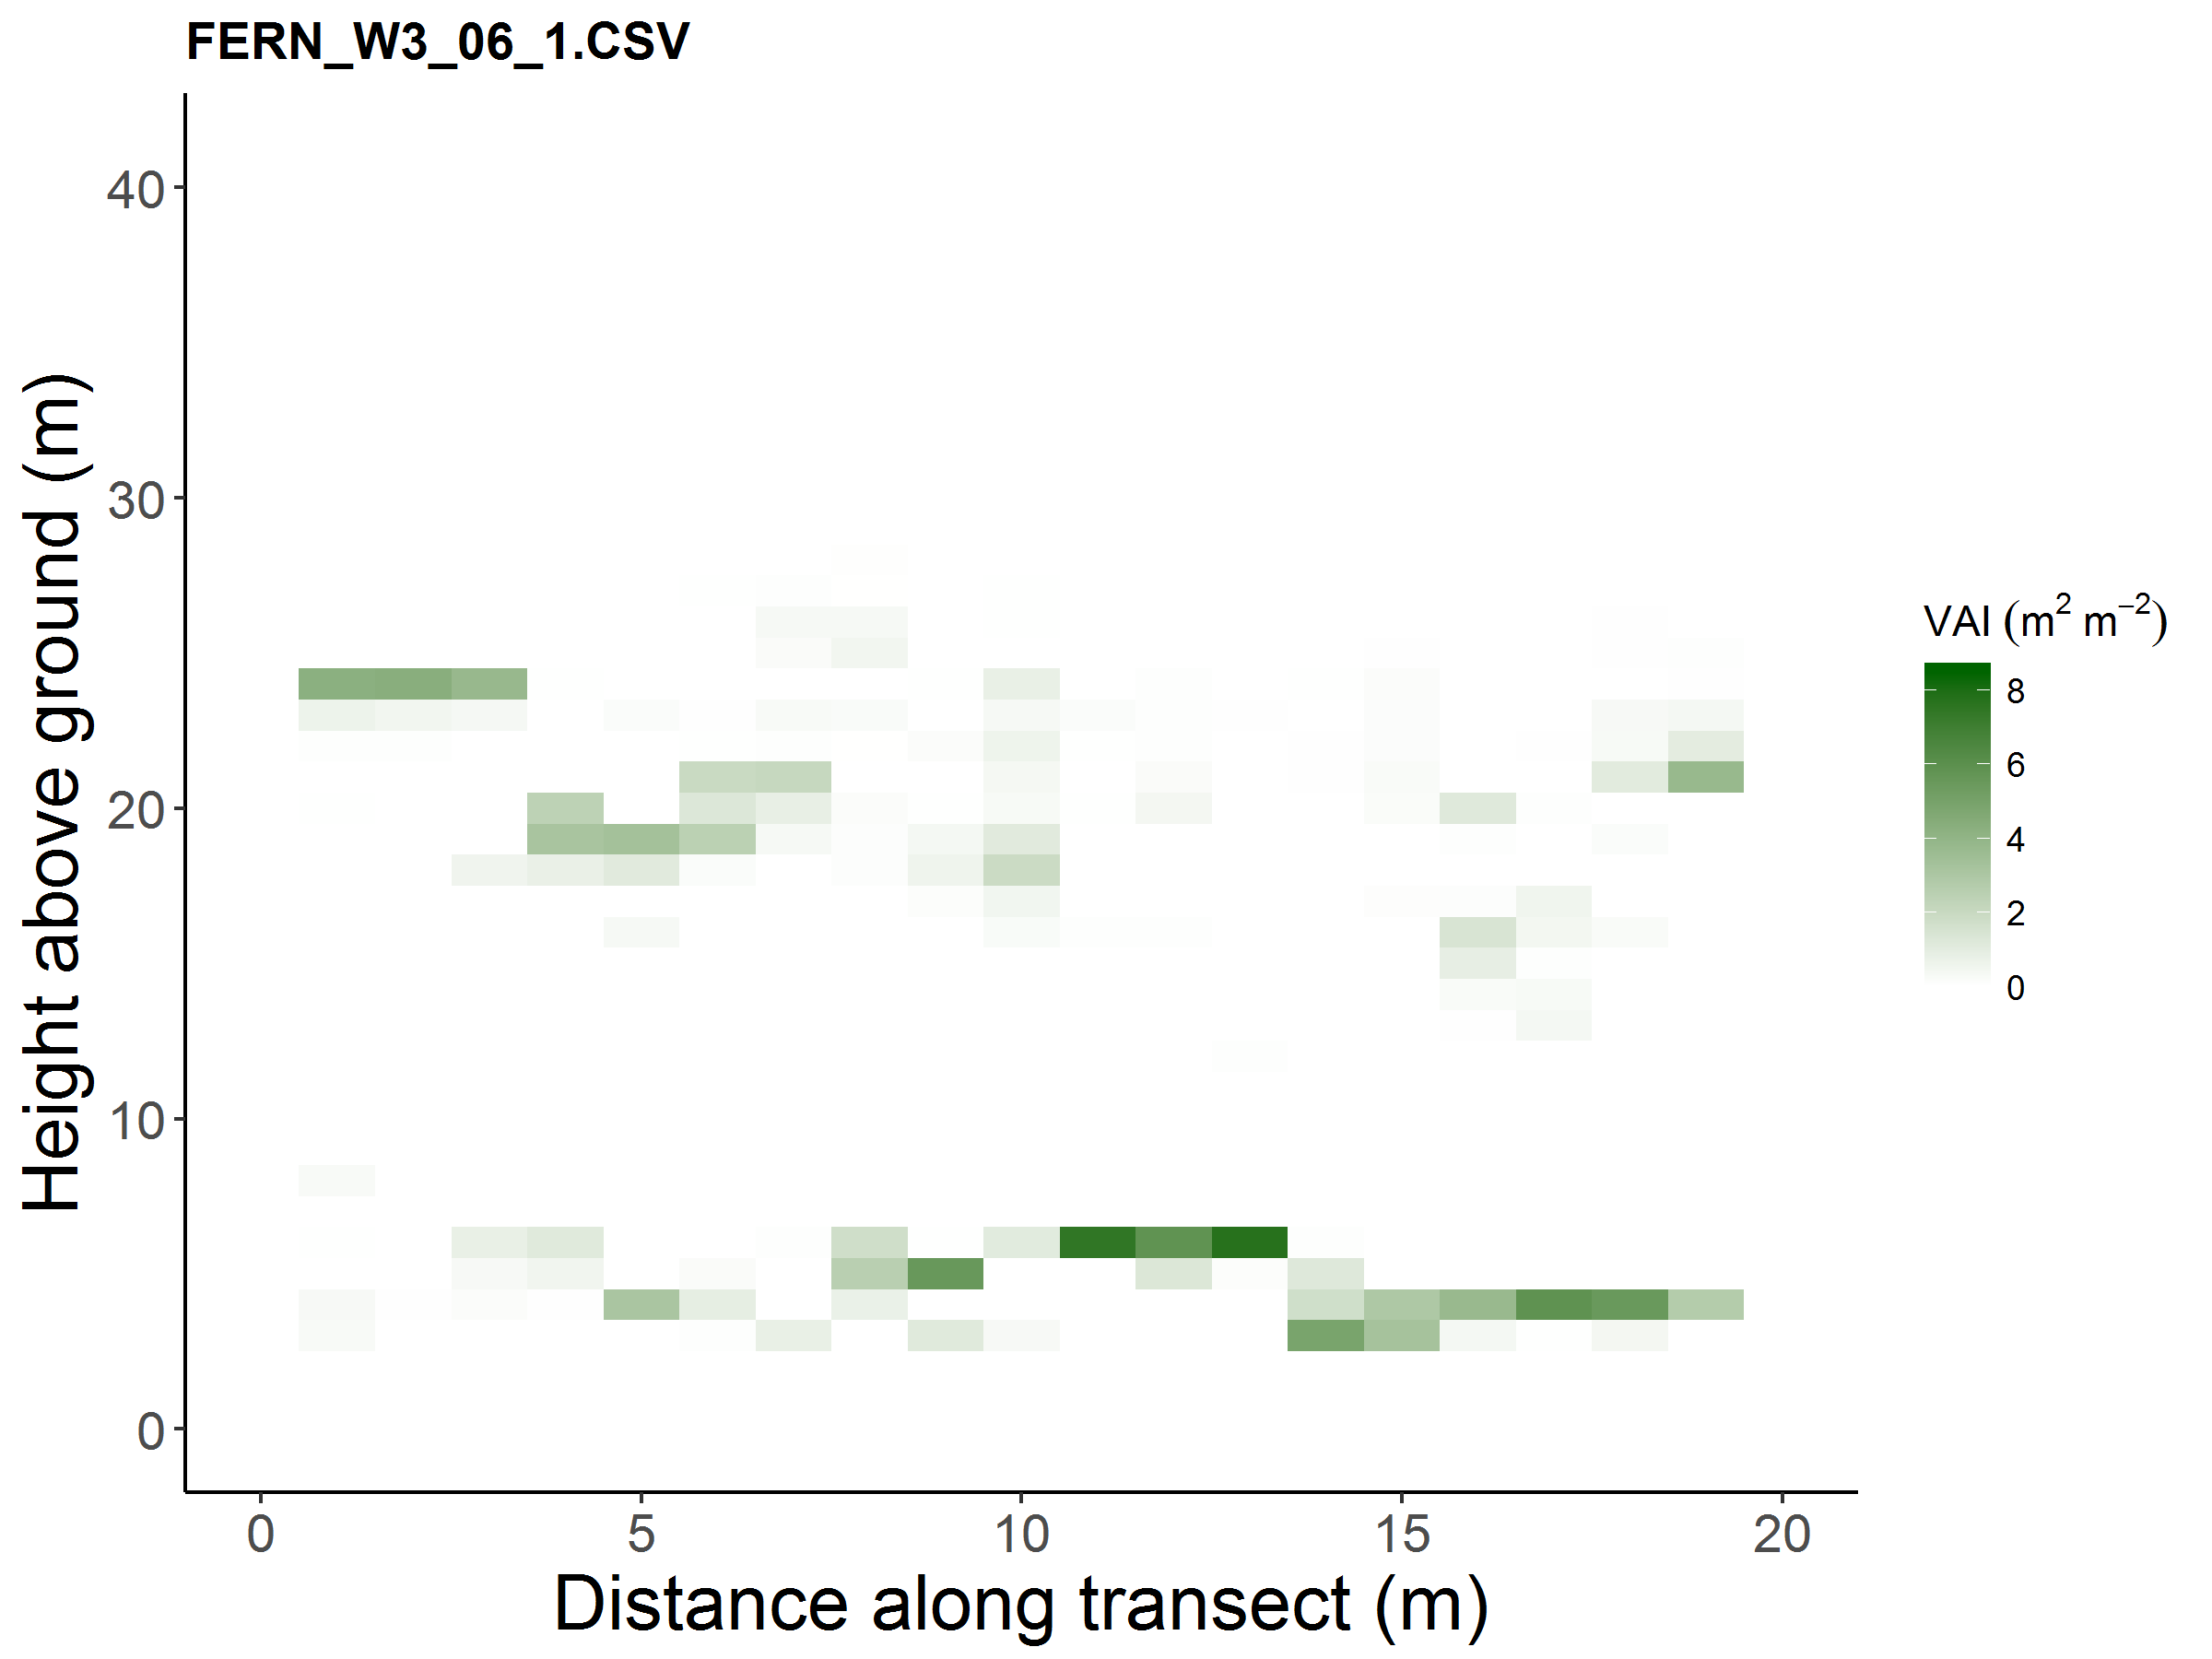 FERN_W3_06_1.CSV
Height above ground (m)
40
30
20
10
0
0 5 10 15 20
Distance along transect (m)
VAI (m² m⁻²)
8
6
4
2
0